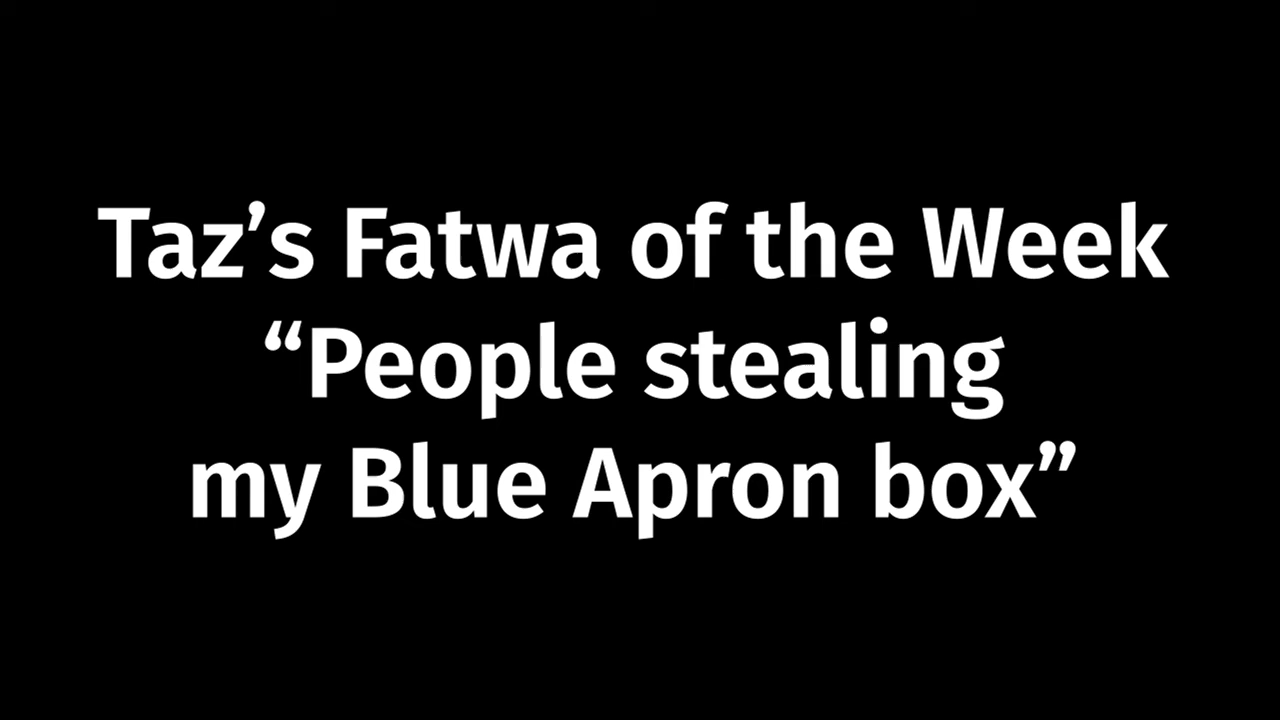 Taz’s Fatwa of the Week
“People stealing
my Blue Apron box”